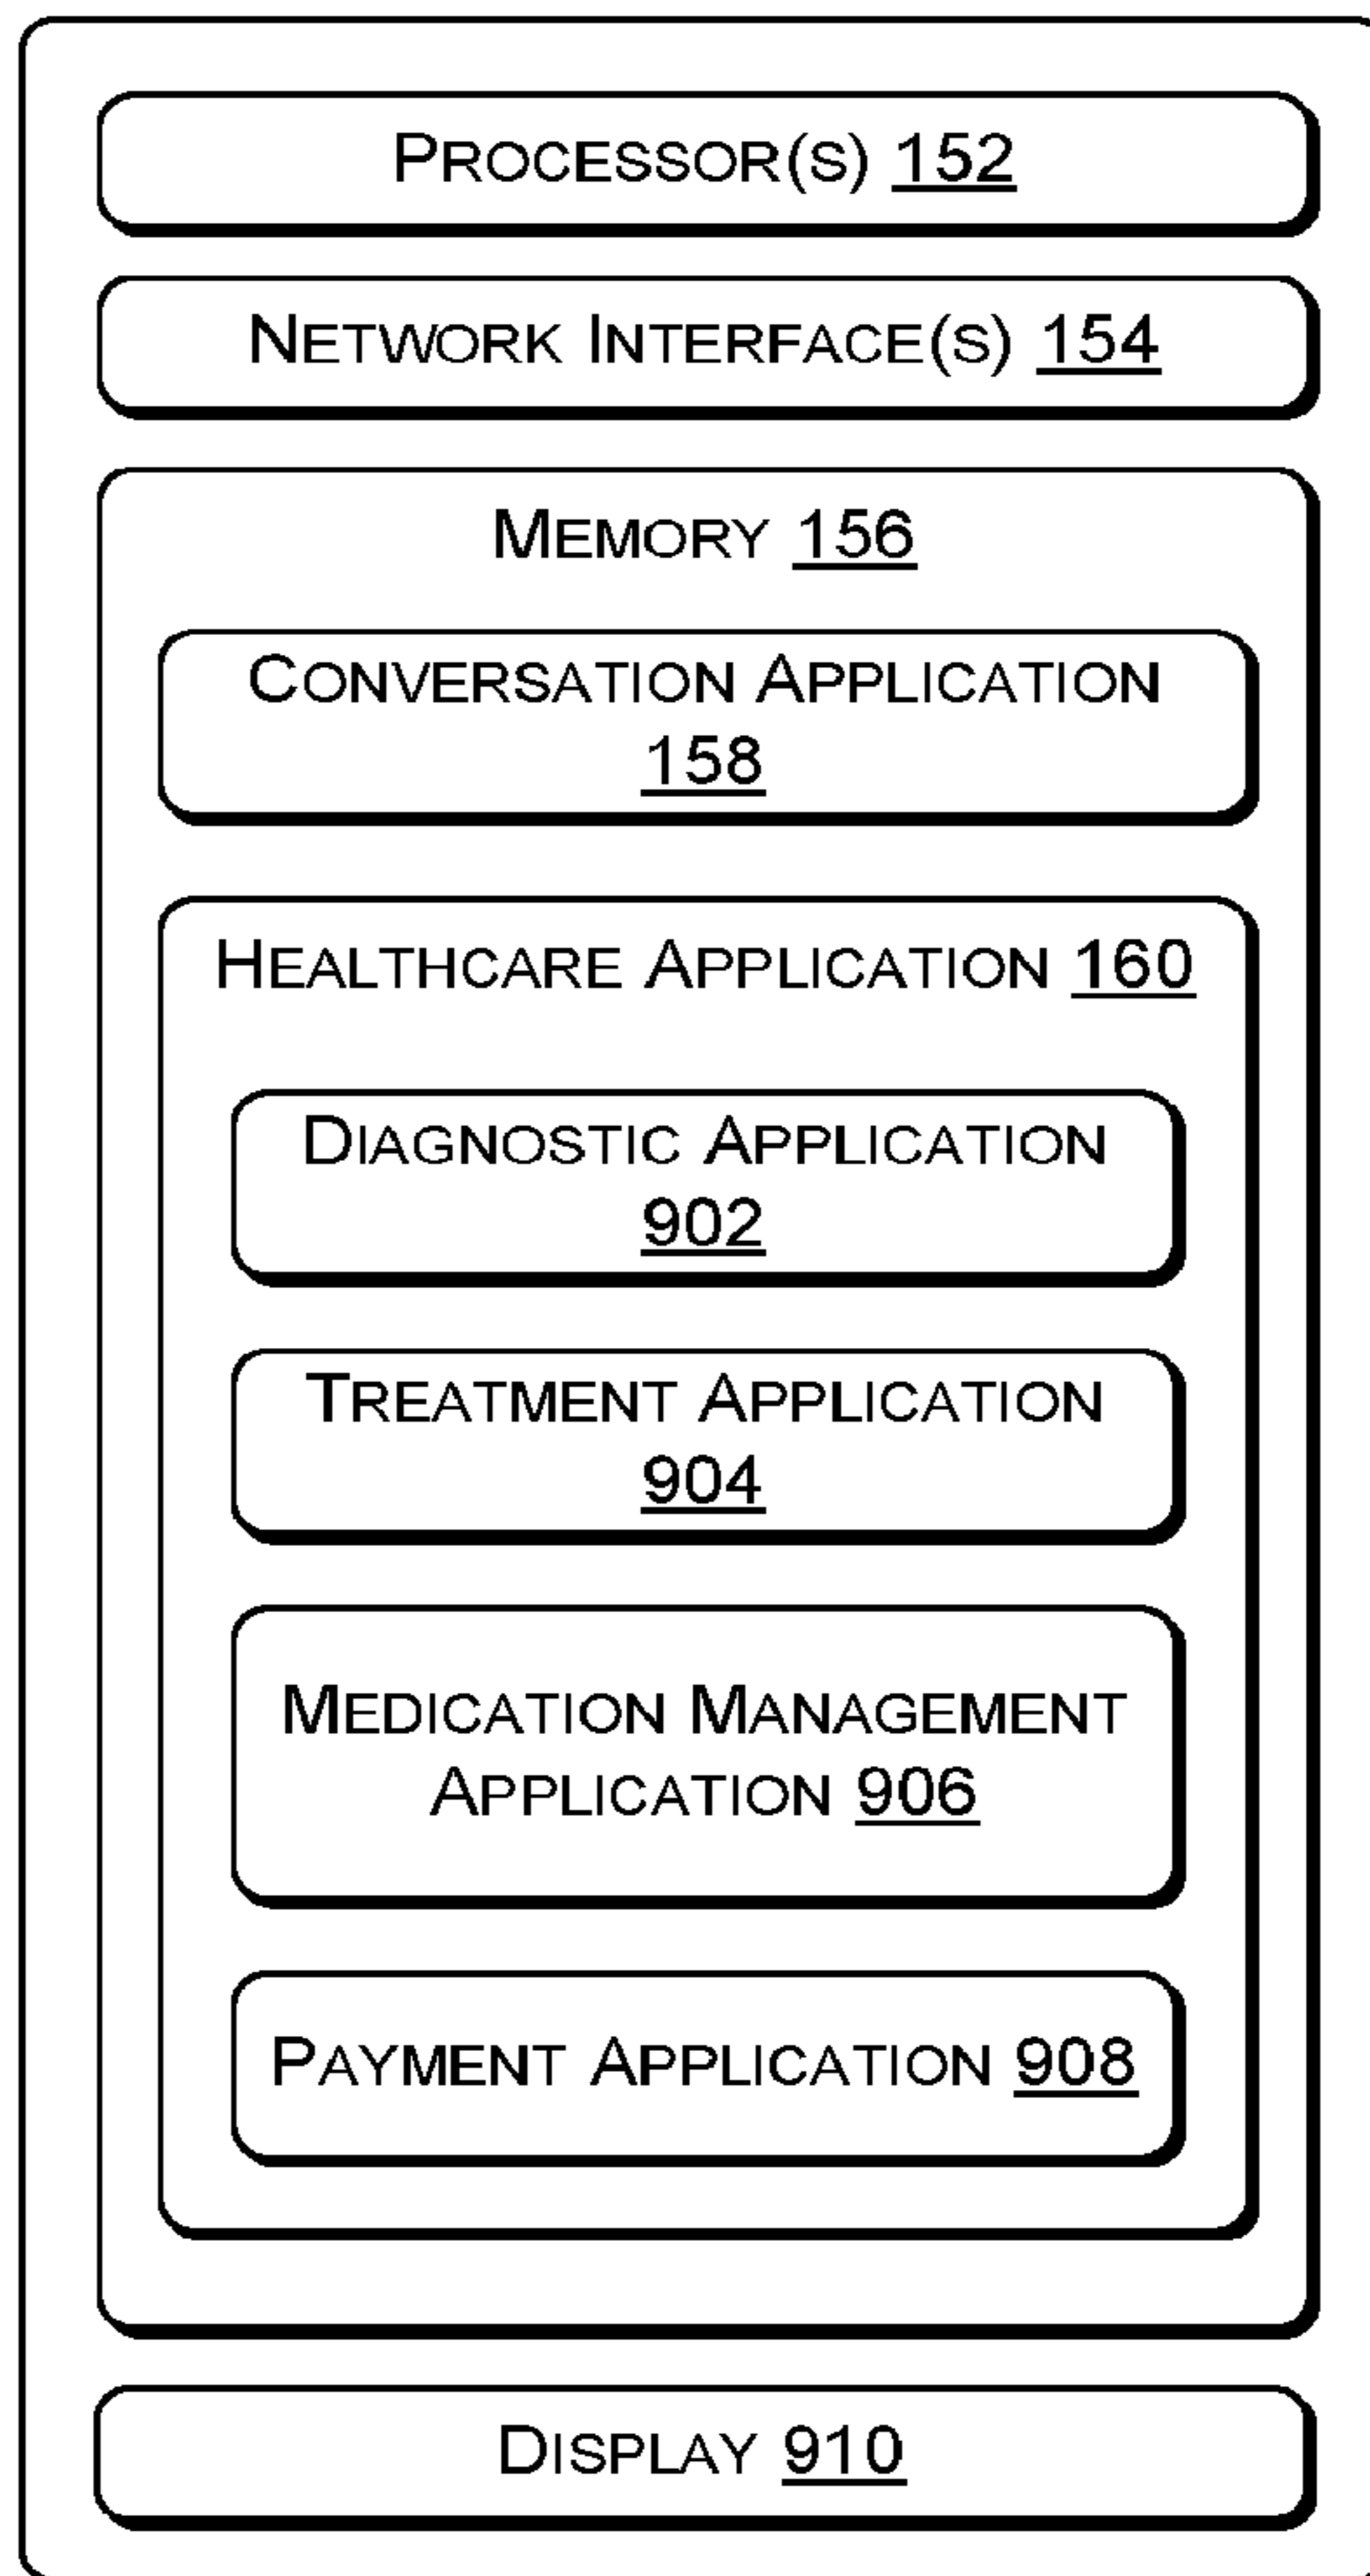 PROCESSOR(S) 152
NETWORK INTERFACE(S) 154
MEMORY 156
CONVERSATION APPLICATION
158
HEALTHCARE APPLICATION 160
DIAGNOSTIC APPLICATION
902
TREATMENT APPLICATION
904
MEDICATION MANAGEMENT
APPLICATION 906
PAYMENT APPLICATION 908
DISPLAY 910